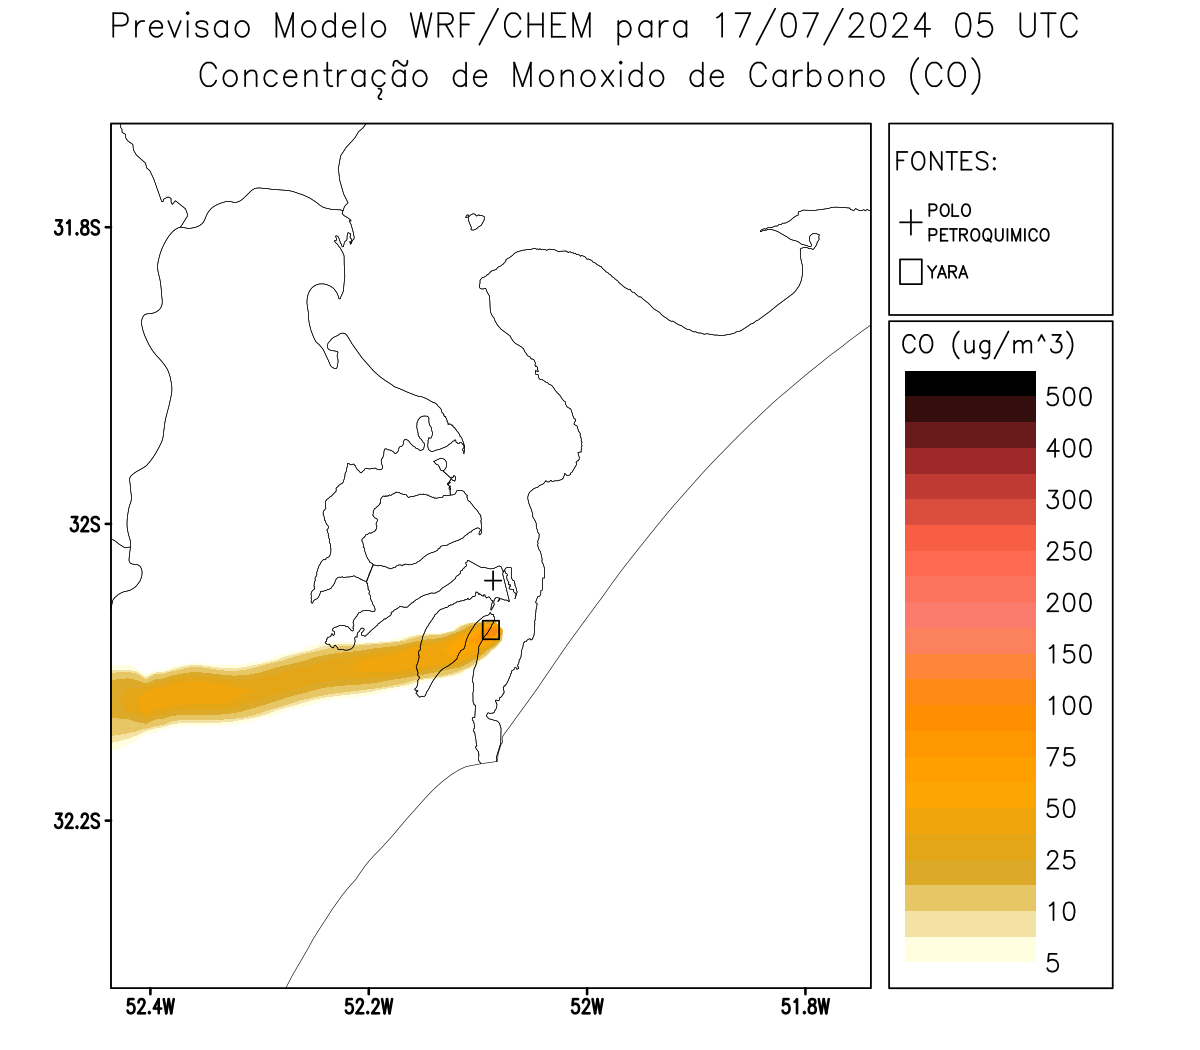 Previsao Modelo WRF/CHEM para 17/07/2024 05 UTC
Concentração de Monoxido de Carbono (CO)
FONTES:
POLO
PETROQUIMICO
YARA
CO (ug/m^3)
500
400
300
250
200
150
100
75
50
25
10
5
31.8S
32S
32.2S
52.4W
52.2W
52W
51.8W